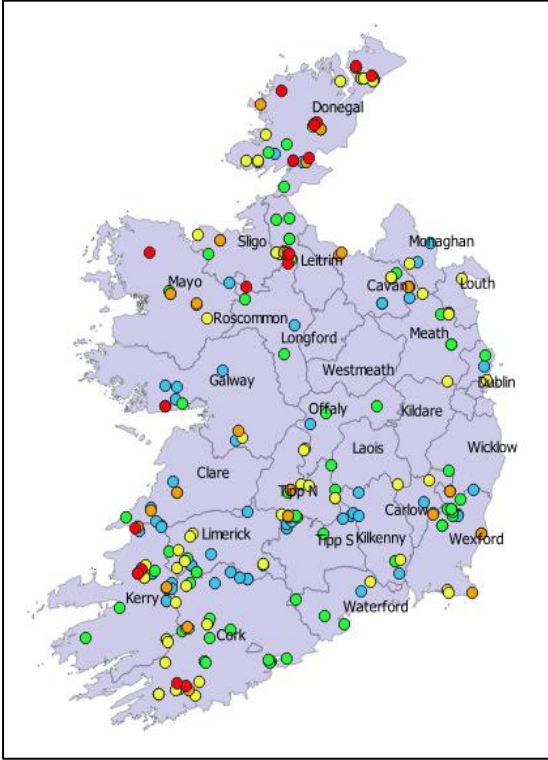 Donegal
Monaghan
Sligo
Leitrim
Cavan
Louth
Mayo
Roscommon
Longford
Meath
Westmeath
Galway
Dublin
Offaly
Kildare
Laois
Wicklow
Clare
Tipp N
Carlow
Limerick
Tipp S
Kilkenny
Wexford
Kerry
Waterford
Cork